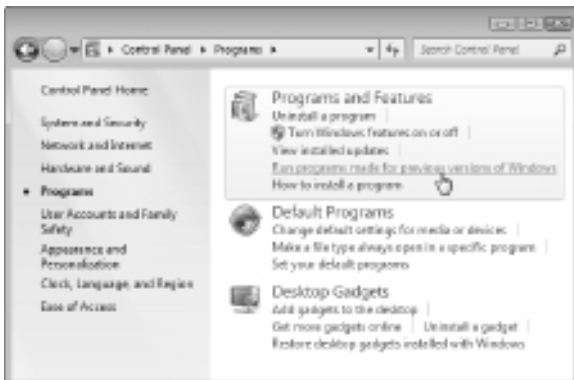 Control Panel ▸ Programs ▸
Search Control Panel
Control Panel Home
System and Security
Network and Internet
Hardware and Sound
Programs
User Accounts and Family
Safety
Appearance and
Personalization
Clock, Language, and Region
Ease of Access
Programs and Features
Uninstall a program
Turn Windows features on or off
View installed updates
Run programs made for previous versions of Windows
How to install a program
Default Programs
Change default settings for media or devices
Make a file type always open in a specific program
Set your default programs
Desktop Gadgets
Add gadgets to the desktop
Get more gadgets online | Uninstall a gadget
Restore desktop gadgets installed with Windows